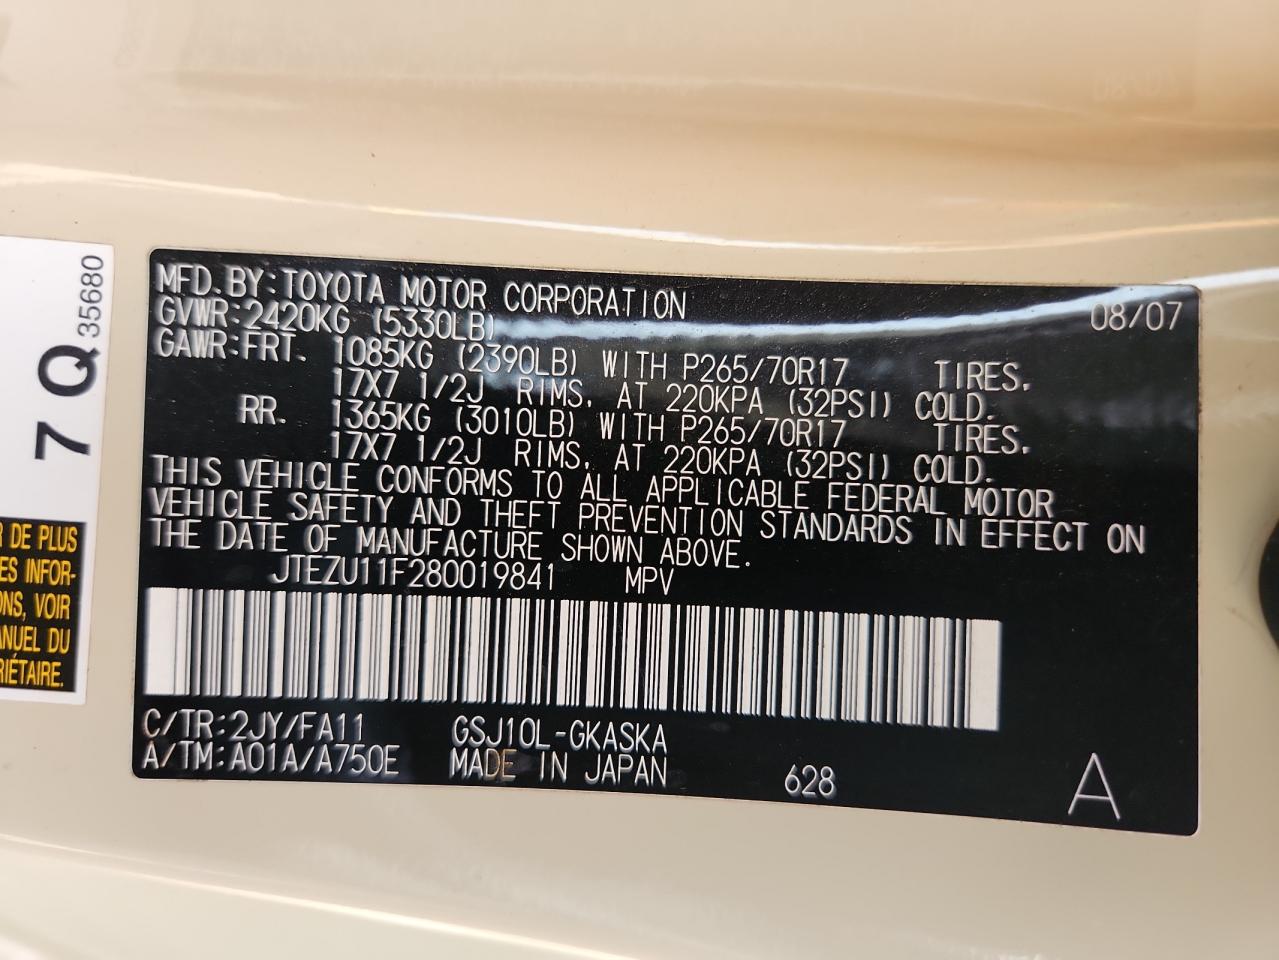 7 Q 35680
R DE PLUS
ES INFOR-
ONS, VOIR
ANUEL DU
RIÉTAIRE.
MFD. BY: TOYOTA MOTOR CORPORATION 08/07
GVWR: 2420KG (5330LB)
GAWR: FRT. 1085KG (2390LB) WITH P265/70R17 TIRES,
17X7 1/2J RIMS, AT 220KPA (32PSI) COLD.
RR. 1365KG (3010LB) WITH P265/70R17 TIRES,
17X7 1/2J RIMS, AT 220KPA (32PSI) COLD.
THIS VEHICLE CONFORMS TO ALL APPLICABLE FEDERAL MOTOR
VEHICLE SAFETY AND THEFT PREVENTION STANDARDS IN EFFECT ON
THE DATE OF MANUFACTURE SHOWN ABOVE.
JTEZU11F280019841 MPV
C/TR: 2JY/FA11 GSJ10L-GKASKA
A/TM: A01A/A750E MADE IN JAPAN 628 A